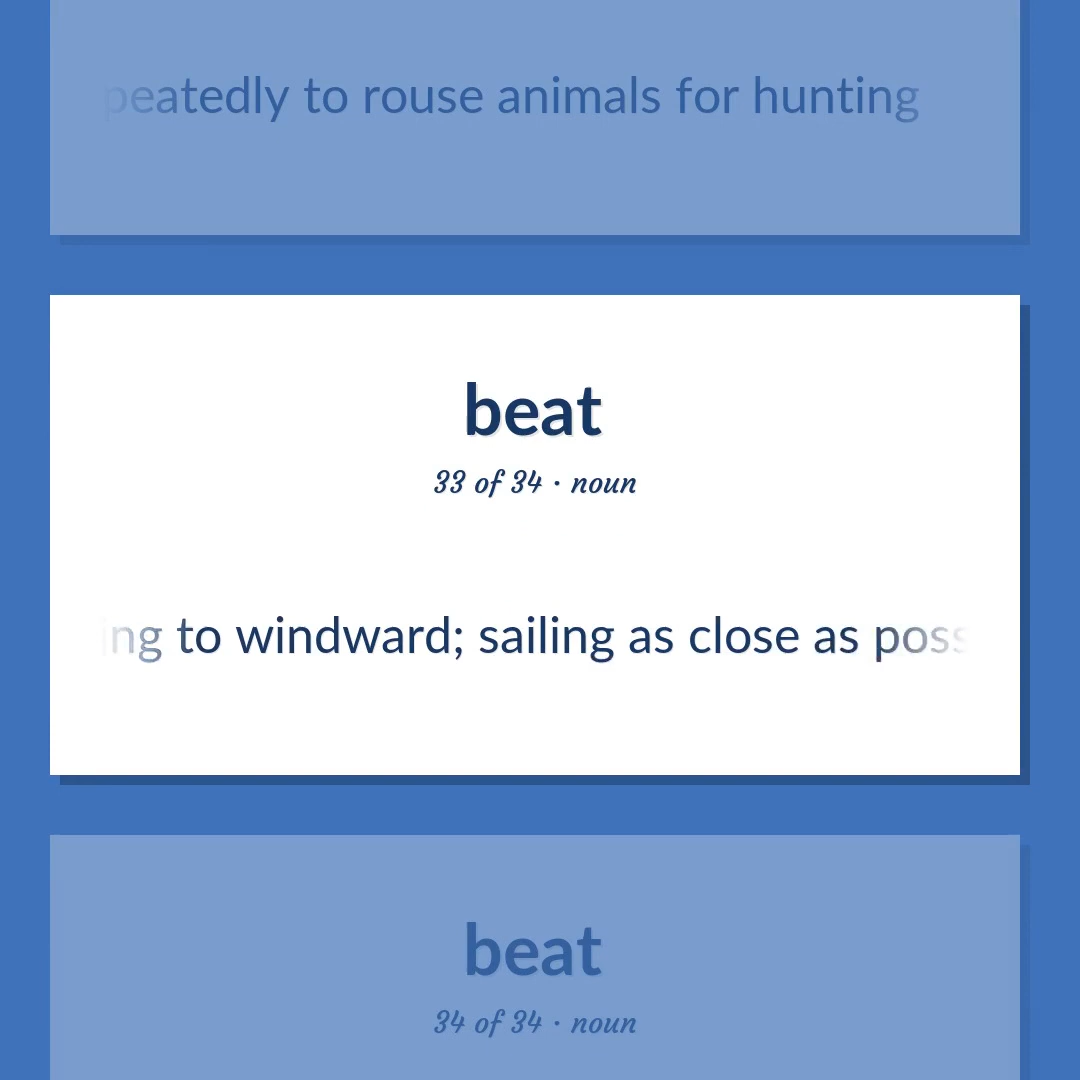 peatedly to rouse animals for hunting
beat
33 of 34 · noun
ing to windward; sailing as close as poss
beat
34 of 34 · noun